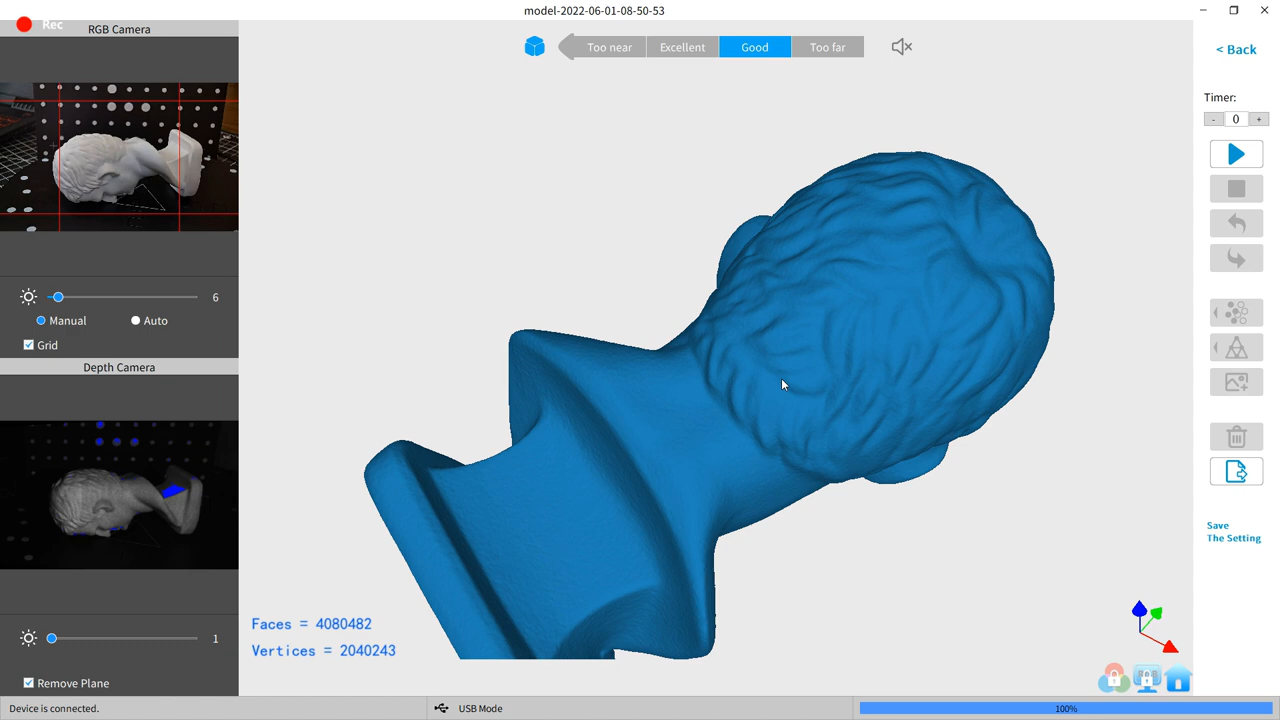 model-2022-06-01-08-50-53
Rec
RGB Camera
Too near
Excellent
Good
Too far
< Back
Timer:
- 0 +
6
Manual
Auto
Grid
Depth Camera
Save
The Setting
Faces = 4080482
Vertices = 2040243
1
Remove Plane
Device is connected.
USB Mode
100%